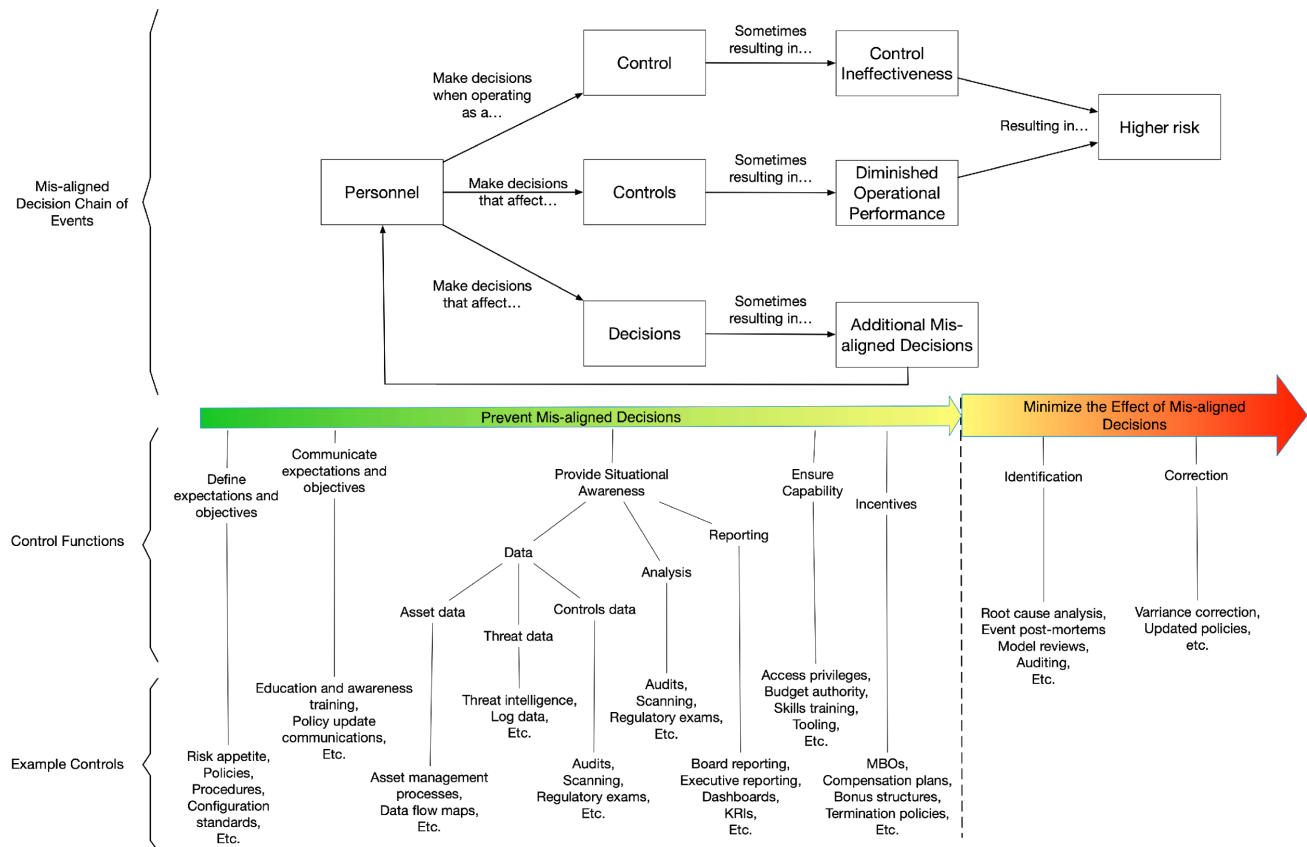 Mis-aligned
Decision Chain of
Events
Personnel
Make decisions
when operating
as a…
Control
Sometimes
resulting in…
Control
Ineffectiveness
Resulting in…
Higher risk
Make decisions
that affect…
Controls
Sometimes
resulting in…
Diminished
Operational
Performance
Make decisions
that affect…
Decisions
Sometimes
resulting in…
Additional Mis-
aligned Decisions
Prevent Mis-aligned Decisions
Minimize the Effect of Mis-aligned
Decisions
Control Functions
Define
expectations and
objectives
Communicate
expectations and
objectives
Provide Situational
Awareness
Data
Asset data
Threat data
Controls data
Analysis
Reporting
Ensure
Capability
Incentives
Identification
Correction
Example Controls
Risk appetite,
Policies,
Procedures,
Configuration
standards,
Etc.
Education and awareness
training,
Policy update
communications,
Etc.
Asset management
processes,
Data flow maps,
Etc.
Threat intelligence,
Log data,
Etc.
Audits,
Scanning,
Regulatory exams,
Etc.
Audits,
Scanning,
Regulatory exams,
Etc.
Board reporting,
Executive reporting,
Dashboards,
KRIs,
Etc.
Access privileges,
Budget authority,
Skills training,
Tooling,
Etc.
MBOs,
Compensation plans,
Bonus structures,
Termination policies,
Etc.
Root cause analysis,
Event post-mortems
Model reviews,
Auditing,
Etc.
Varriance correction,
Updated policies,
etc.